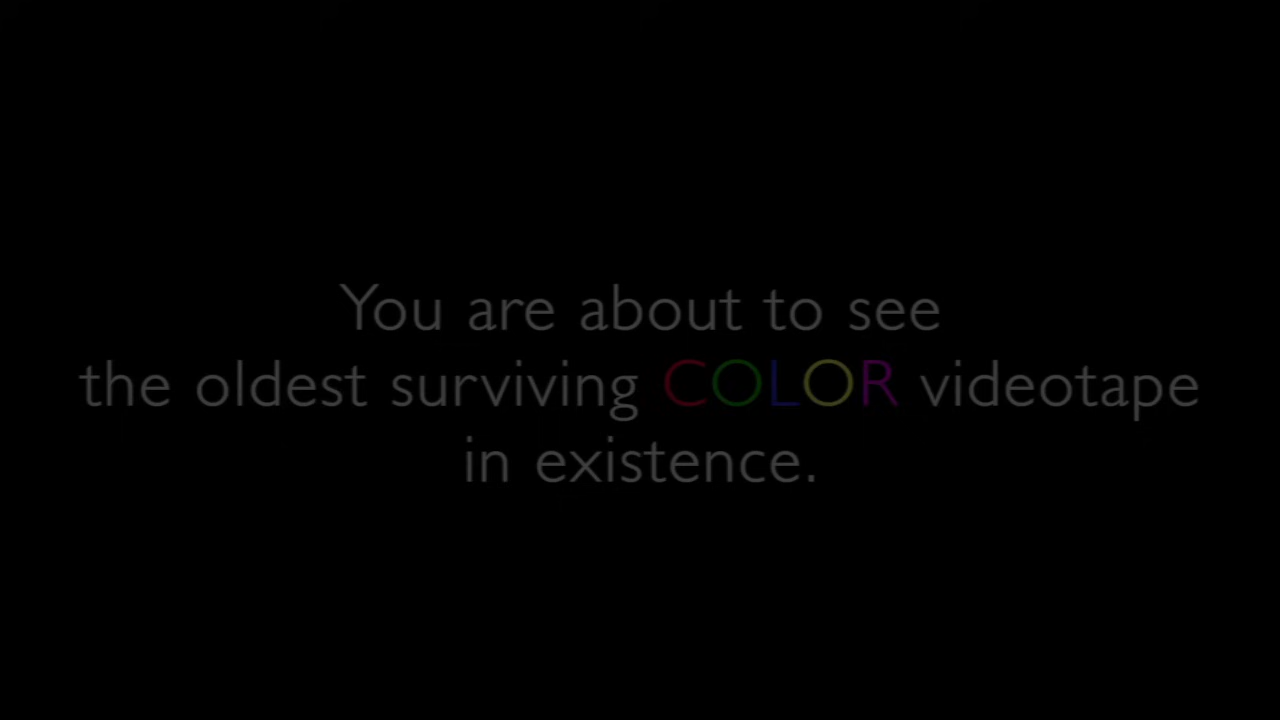 You are about to see
the oldest surviving COLOR videotape
in existence.